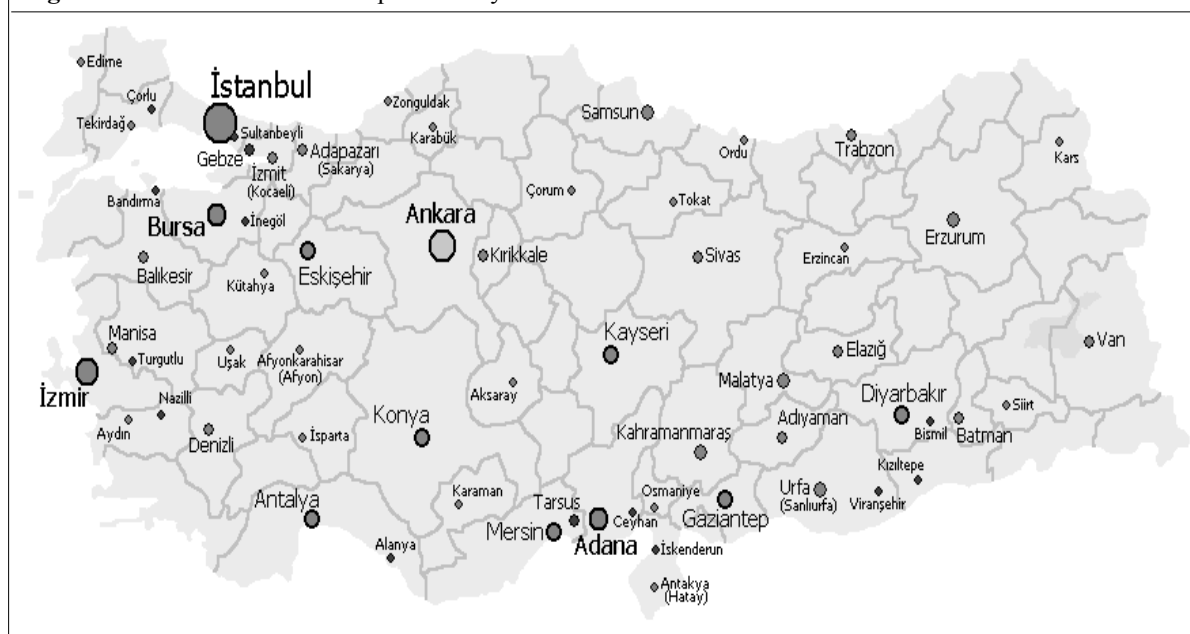 Edirne
İstanbul
Çorlu
Zonguldak
Samsun
Tekirdağ
Sultanbeyli
Karabük
Ordu
Trabzon
Kars
Gebze
Adapazarı
(Sakarya)
İzmit
(Kocaeli)
Bandırma
Çorum
Tokat
Bursa
İnegöl
Ankara
Erzurum
Balıkesir
Eskişehir
Kırıkkale
Sivas
Erzincan
Kütahya
Manisa
Kayseri
Van
Turgutlu
Uşak
Afyonkarahisar
(Afyon)
Elazığ
İzmir
Aksaray
Malatya
Nazilli
Diyarbakır
Siirt
Aydın
Denizli
Konya
Adıyaman
Bismil
Batman
İsparta
Kahramanmaraş
Kızıltepe
Antalya
Karaman
Tarsus
Osmaniye
Urfa
(Sanlıurfa)
Viranşehir
Mersin
Ceyhan
Gaziantep
Adana
Alanya
İskenderun
Antakya
(Hatay)